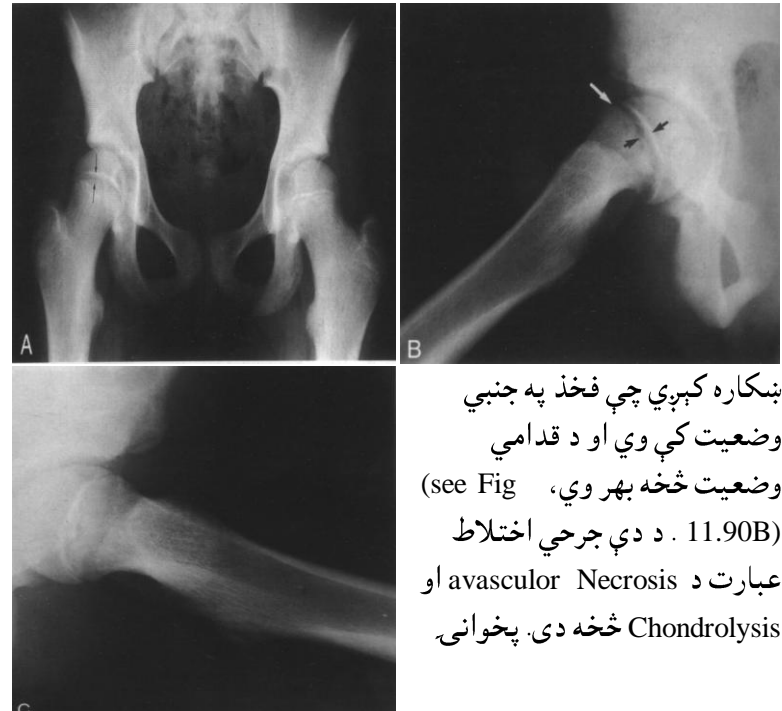 A
B
C
ښکاره کېږي چې فخذ په جنبي
وضعیت کې وي او د قدامي
وضعیت څخه بهر وي، (see Fig
11.90B) . د دې جرحي اختلاط
عبارت د avasculor Necrosis او
Chondrolysis څخه دی. پخوانۍ